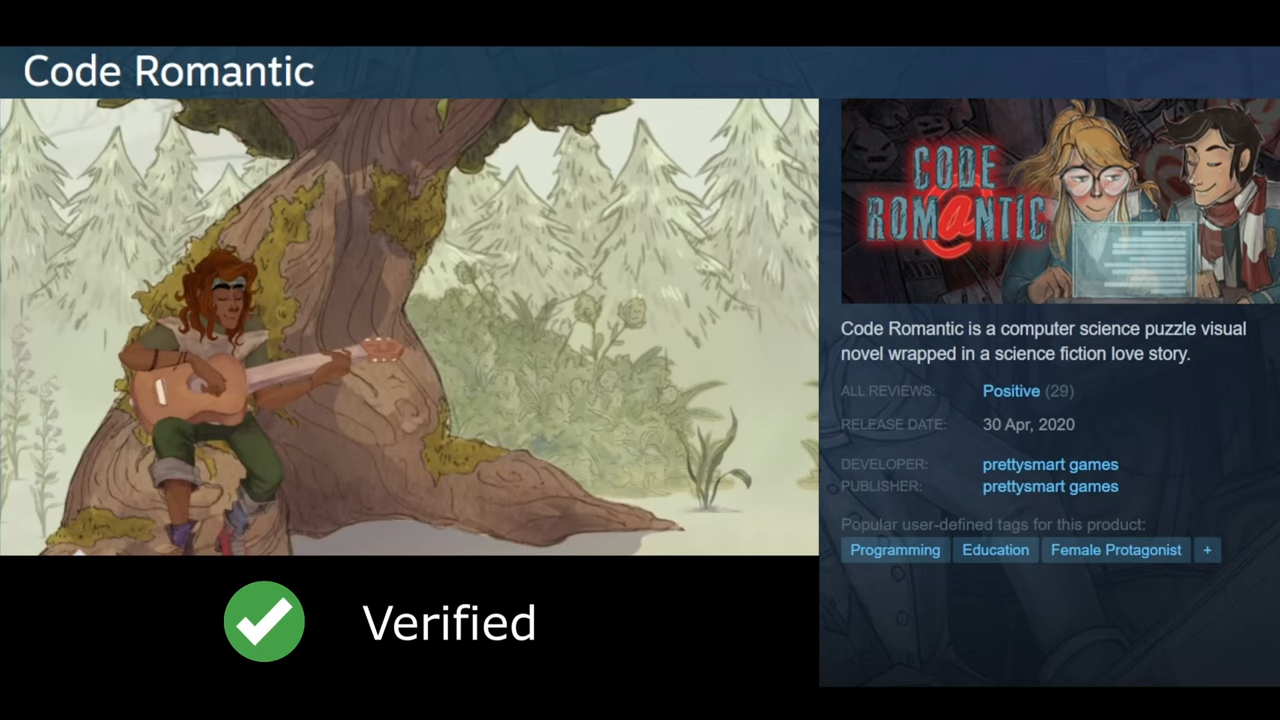 Code Romantic
CODE
ROM@NTIC
Code Romantic is a computer science puzzle visual
novel wrapped in a science fiction love story.
ALL REVIEWS: Positive (29)
RELEASE DATE: 30 Apr, 2020
DEVELOPER: prettysmart games
PUBLISHER: prettysmart games
Popular user-defined tags for this product:
Programming Education Female Protagonist +
Verified